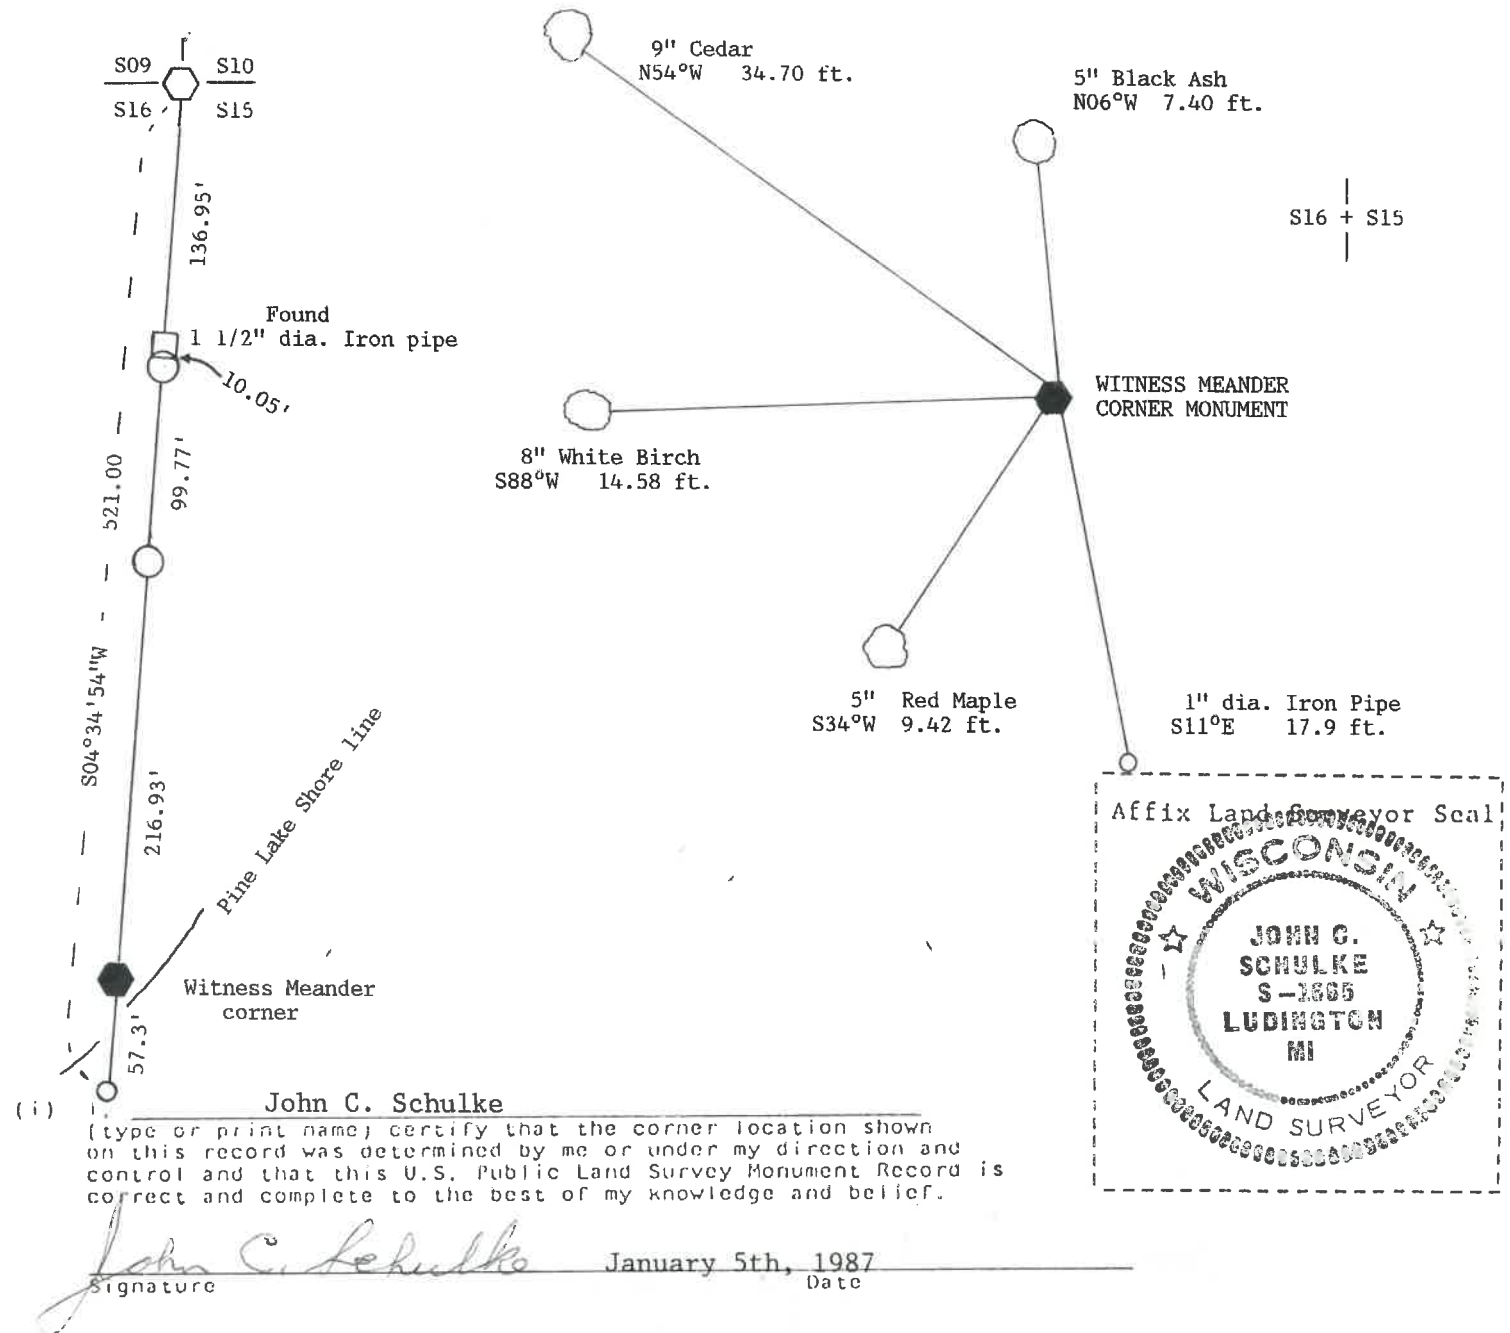 S09 S10
S16 S15
136.95'
Found
1 1/2" dia. Iron pipe
10.05'
99.77'
S04°34'54"W - 521.00
216.93'
Pine Lake Shore line
Witness Meander
corner
57.3'
9" Cedar
N54°W 34.70 ft.
5" Black Ash
N06°W 7.40 ft.
S16 + S15
WITNESS MEANDER
CORNER MONUMENT
8" White Birch
S88°W 14.58 ft.
5" Red Maple
S34°W 9.42 ft.
1" dia. Iron Pipe
S11°E 17.9 ft.
Affix Land Surveyor Seal
WISCONSIN
JOHN C.
SCHULKE
LUDINGTON
MI
LAND SURVEYOR
(i) John C. Schulke
(type or print name) certify that the corner location shown
on this record was determined by me or under my direction and
control and that this U.S. Public Land Survey Monument Record is
correct and complete to the best of my knowledge and belief.
John C. Schulke January 5th, 1987
Signature Date